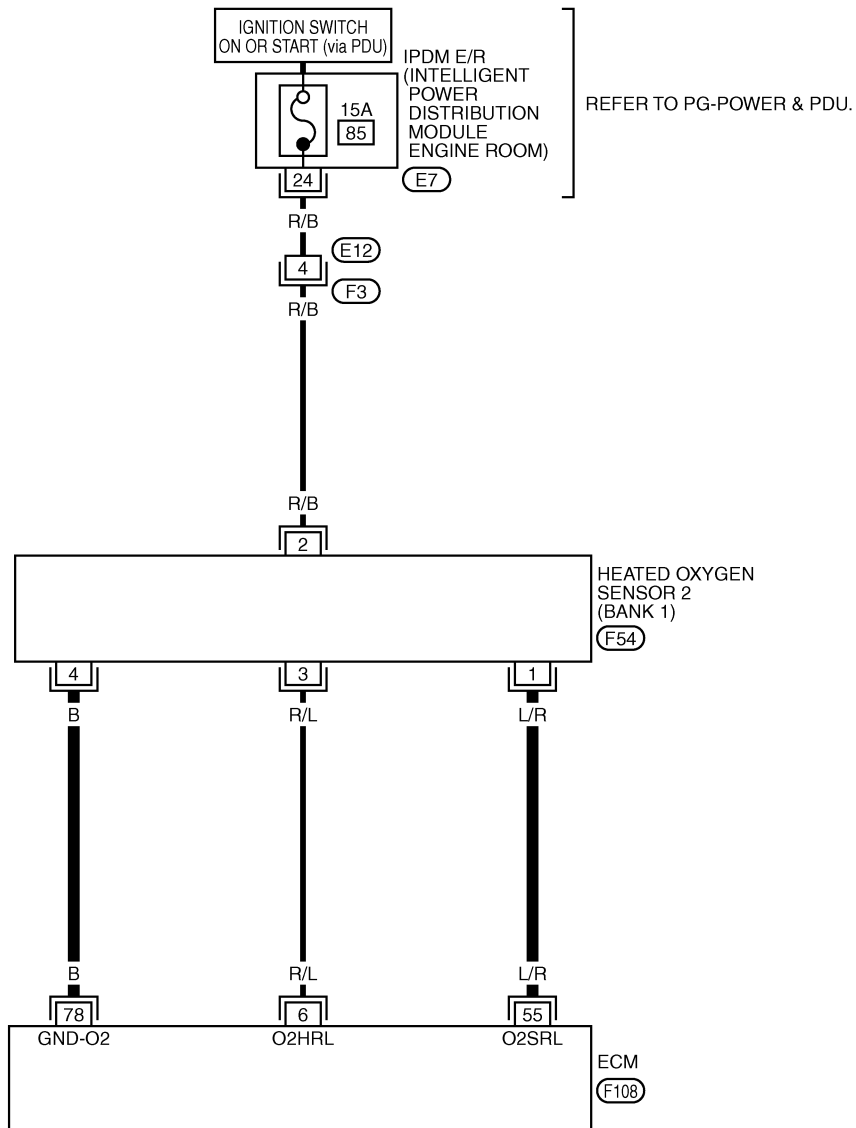 IGNITION SWITCH
ON OR START (via PDU)
IPDM E/R
(INTELLIGENT
POWER
DISTRIBUTION
MODULE
ENGINE ROOM)
REFER TO PG-POWER & PDU.
15A
85
24
E7
R/B
E12
4
F3
R/B
R/B
2
HEATED OXYGEN
SENSOR 2
(BANK 1)
F54
4 3 1
B R/L L/R
B R/L L/R
78 6 55
GND-O2 O2HRL O2SRL
ECM
F108